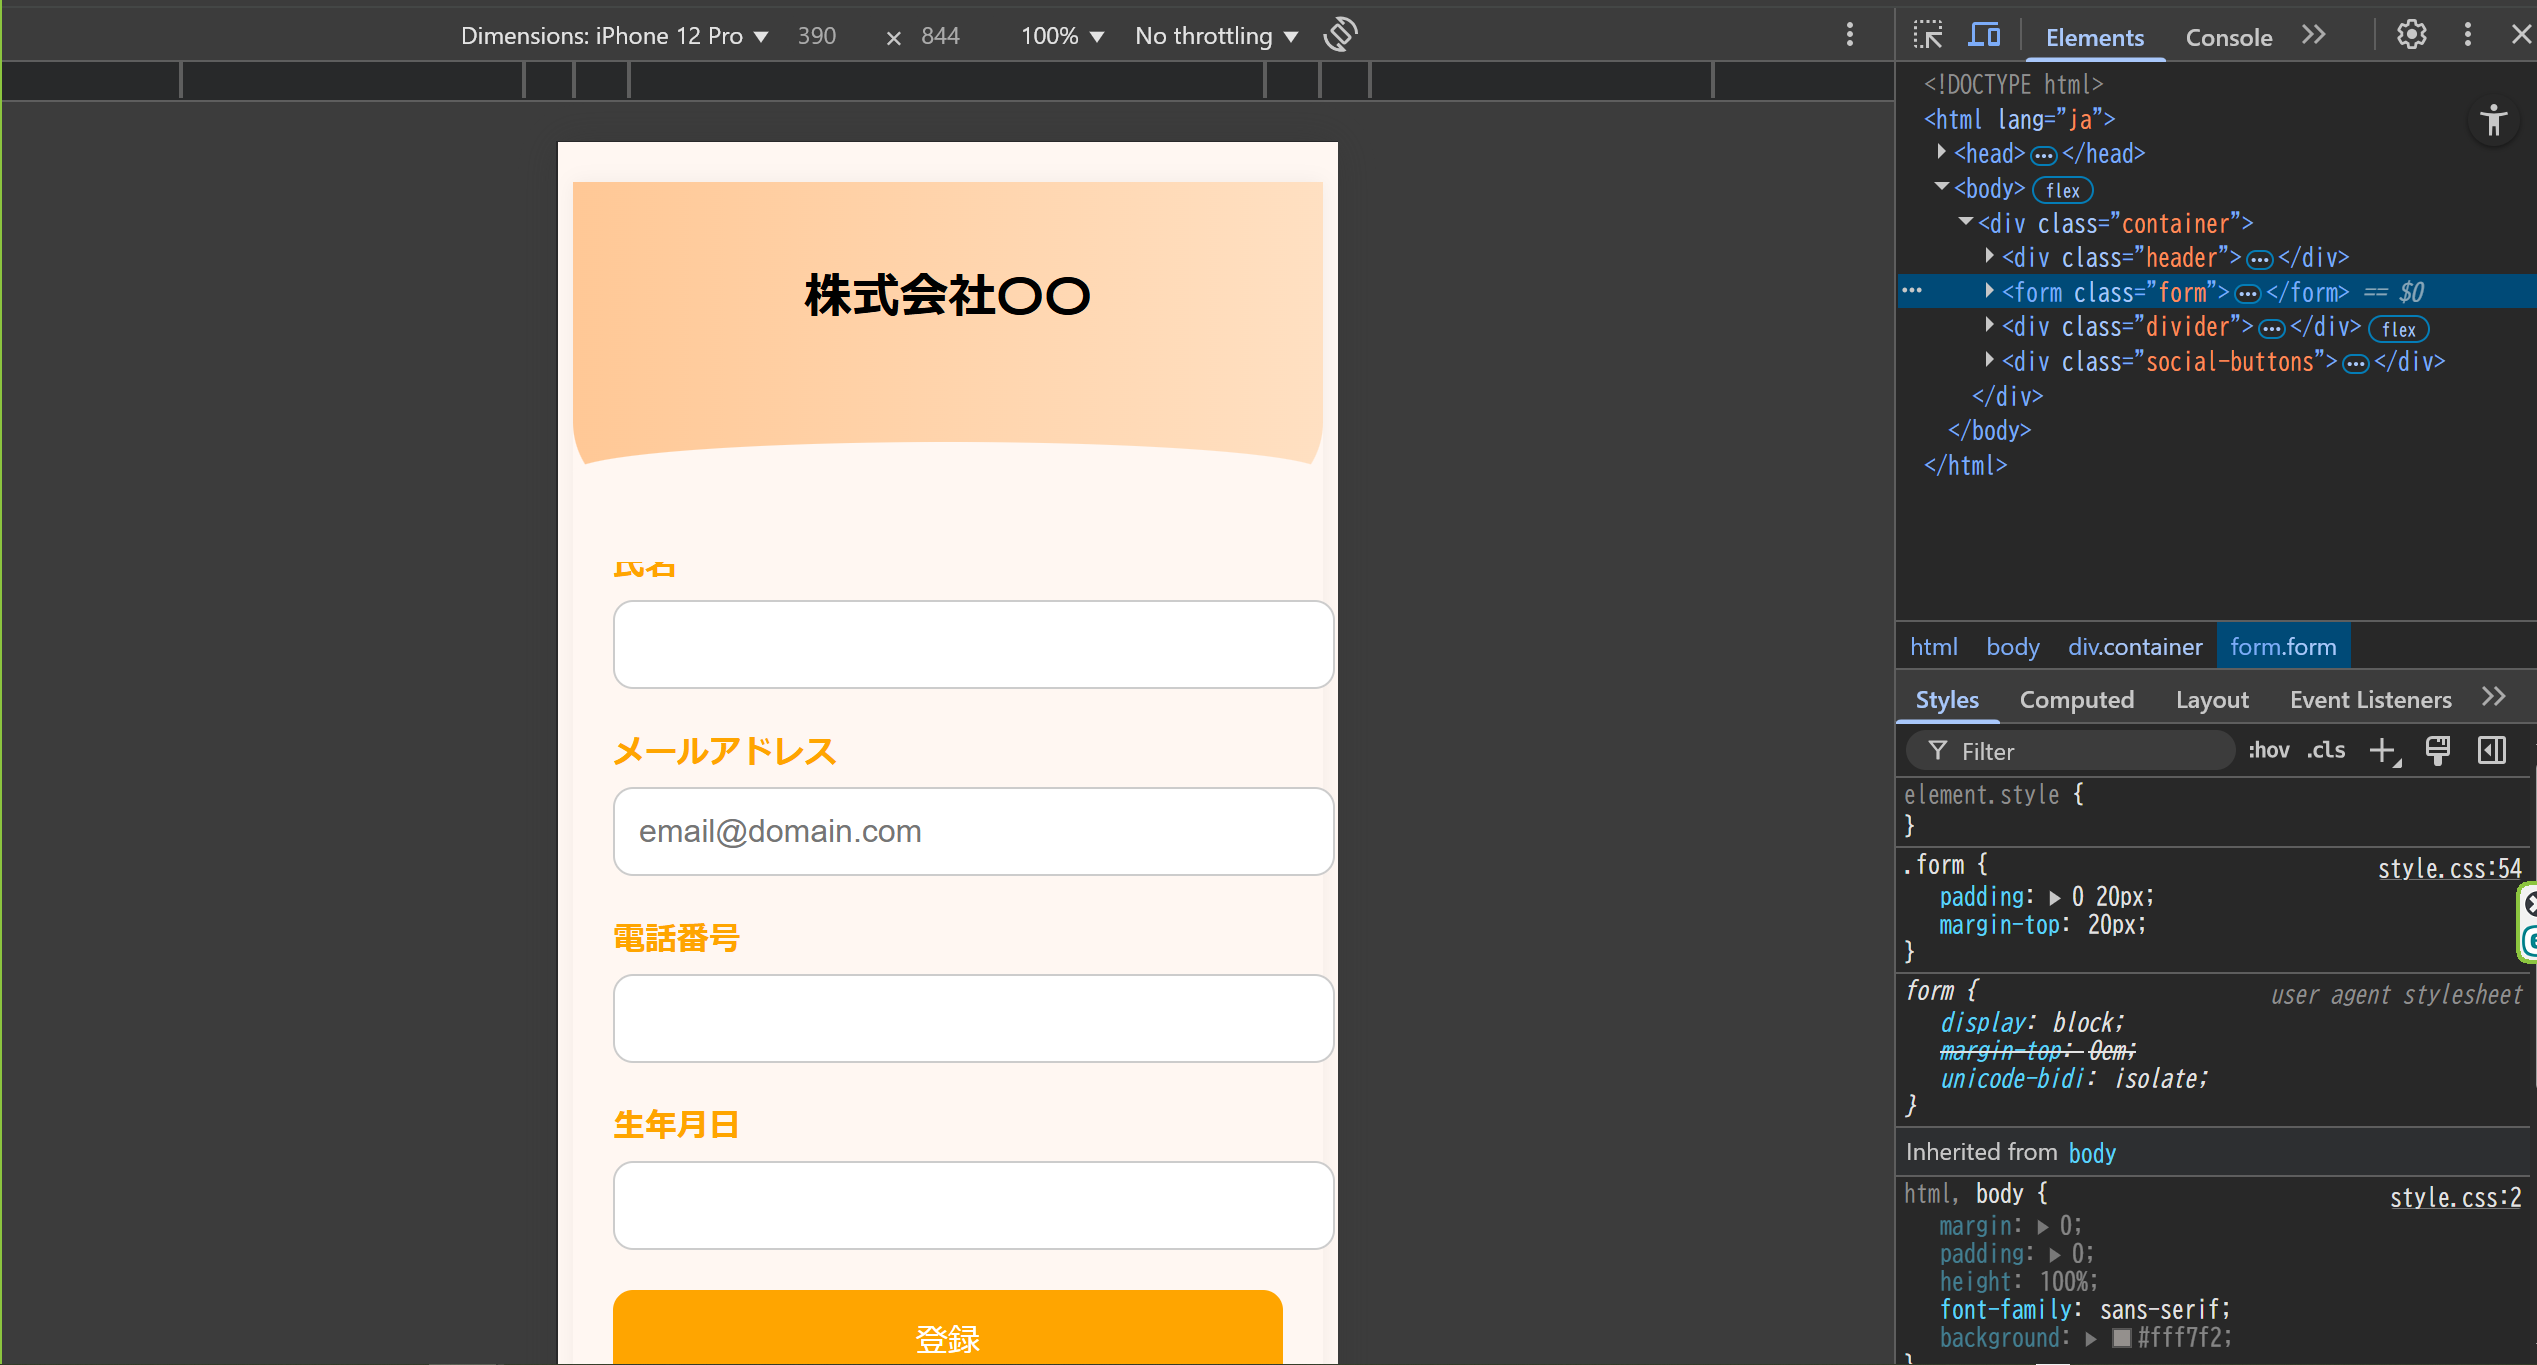 Dimensions: iPhone 12 Pro ▼ 390 × 844 100% ▼ No throttling ▼
Elements Console
<!DOCTYPE html>
<html lang="ja">
<head>…</head>
<body> flex
<div class="container">
<div class="header">…</div>
<form class="form">…</form> == $0
<div class="divider">…</div> flex
<div class="social-buttons">…</div>
</div>
</body>
</html>
html body div.container form.form
Styles Computed Layout Event Listeners
Filter :hov .cls
element.style {
}
.form { style.css:54
padding: 0 20px;
margin-top: 20px;
}
form { user agent stylesheet
display: block;
margin-top: 0em;
unicode-bidi: isolate;
}
Inherited from body
html, body { style.css:2
margin: 0;
padding: 0;
height: 100%;
font-family: sans-serif;
background: #fff7f2;
}
株式会社〇〇
氏名
メールアドレス
email@domain.com
電話番号
生年月日
登録